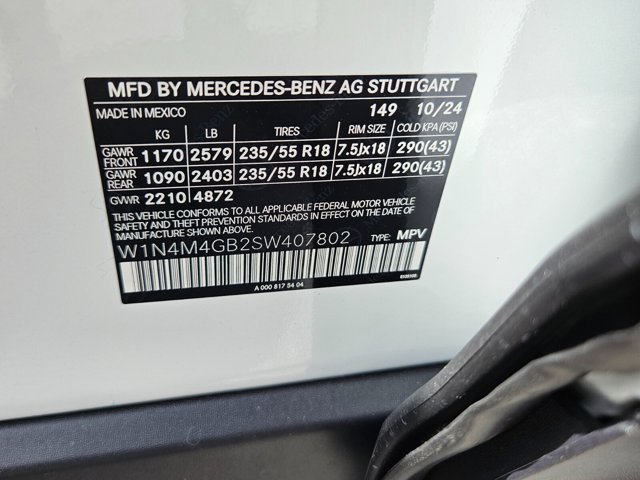 MFD BY MERCEDES-BENZ AG STUTTGART
MADE IN MEXICO 149 10/24
KG LB TIRES RIM SIZE COLD KPA(PSI)
GAWR FRONT 1170 2579 235/55 R18 7.5Jx18 290(43)
GAWR REAR 1090 2403 235/55 R18 7.5Jx18 290(43)
GVWR 2210 4872
THIS VEHICLE CONFORMS TO ALL APPLICABLE FEDERAL MOTOR VEHICLE
SAFETY AND THEFT PREVENTION STANDARDS IN EFFECT ON THE DATE OF
MANUFACTURE SHOWN ABOVE.
W1N4M4GB2SW407802 TYPE: MPV
A 000 817 54 04